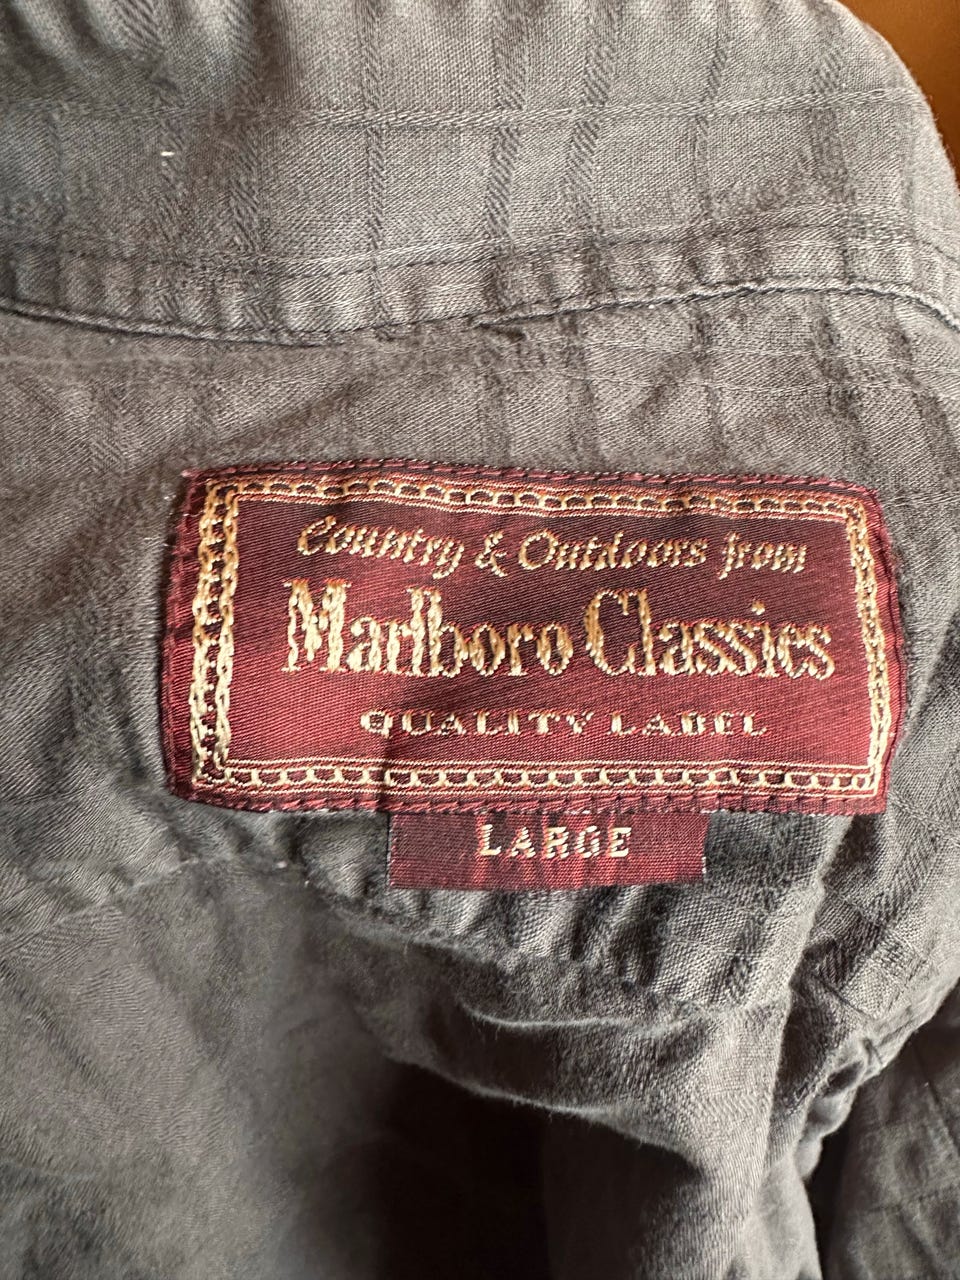 Country & Outdoors from
Marlboro Classics
QUALITY LABEL
LARGE